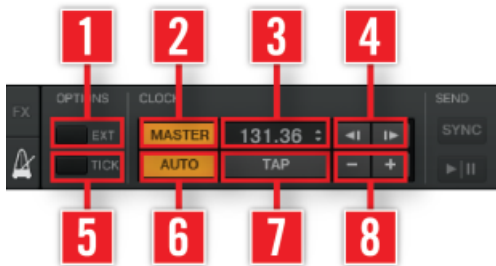 1 2 3 4
OPTIONS CLOCK SEND
FX EXT MASTER 131.36 SYNC
TICK AUTO TAP − +
5 6 7 8